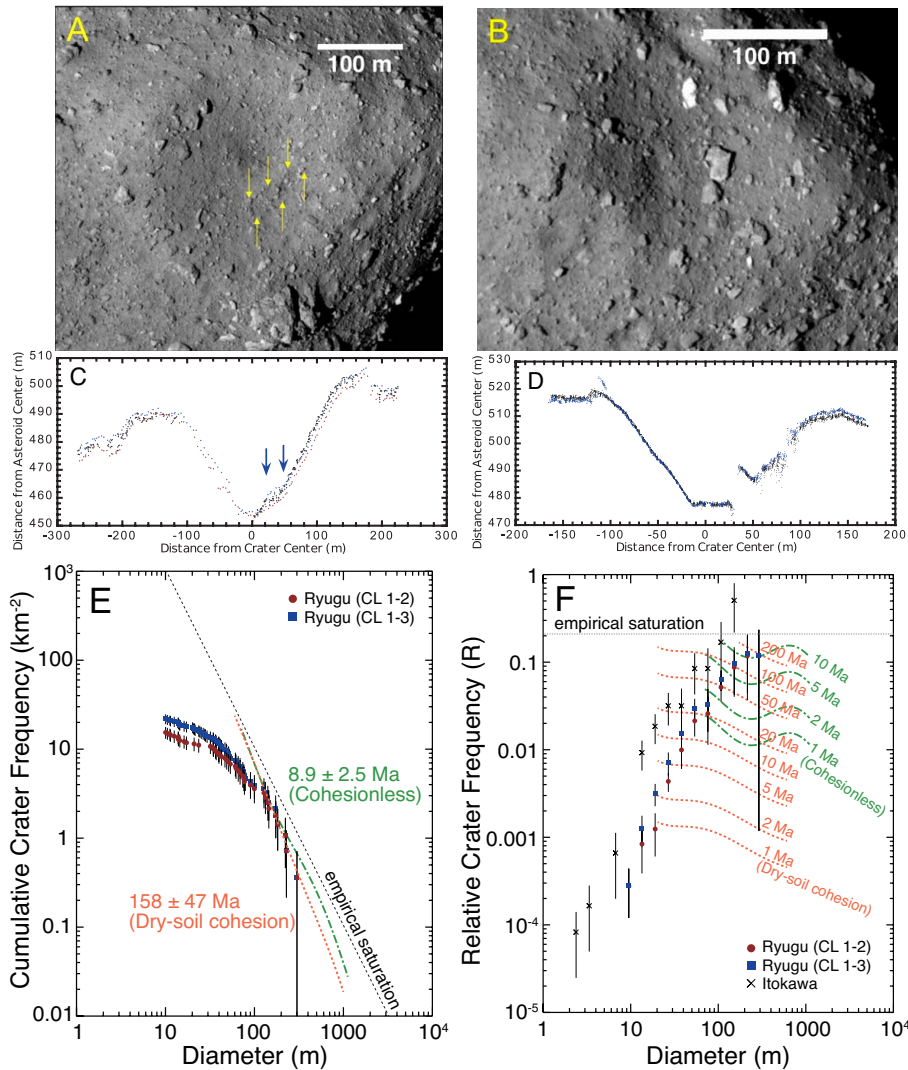 A
100 m
B
100 m
C
Distance from Asteroid Center (m)
510
500
490
480
470
460
450
-300
-200
-100
0
100
200
300
Distance from Crater Center (m)
D
Distance from Asteroid Center (m)
530
520
510
500
490
480
470
-200
-150
-100
-50
0
50
100
150
200
Distance from Crater Center (m)
E
Cumulative Crater Frequency (km⁻²)
10³
100
10
1
0.1
0.01
Ryugu (CL 1-2)
Ryugu (CL 1-3)
8.9 ± 2.5 Ma
(Cohesionless)
158 ± 47 Ma
(Dry-soil cohesion)
empirical saturation
1
10
100
1000
10⁴
Diameter (m)
F
Relative Crater Frequency (R)
1
0.1
0.01
0.001
10⁻⁴
10⁻⁵
empirical saturation
200 Ma
100 Ma
50 Ma
20 Ma
10 Ma
5 Ma
2 Ma
1 Ma
(Dry-soil cohesion)
10 Ma
5 Ma
2 Ma
1 Ma
(Cohesionless)
Ryugu (CL 1-2)
Ryugu (CL 1-3)
Itokawa
1
10
100
1000
10⁴
Diameter (m)